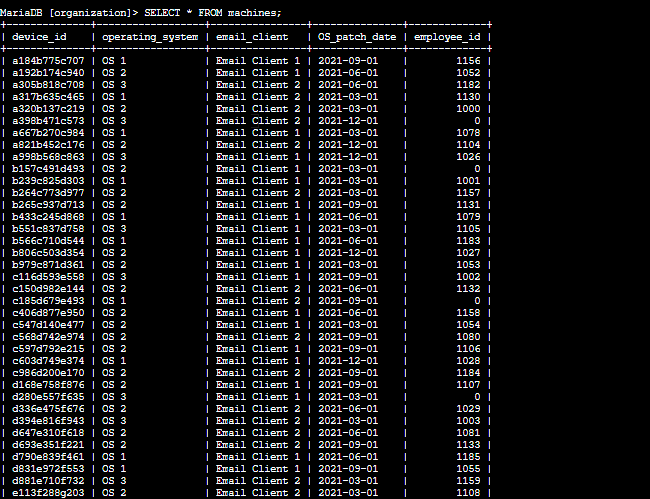 MariaDB [organization]> SELECT * FROM machines;
+--------------+------------------+----------------+---------------+-------------+
| device_id    | operating_system | email_client   | OS_patch_date | employee_id |
+--------------+------------------+----------------+---------------+-------------+
| a184b775c707 | OS 1             | Email Client 1 | 2021-09-01    |        1156 |
| a192b174c940 | OS 2             | Email Client 1 | 2021-06-01    |        1052 |
| a305b818c708 | OS 3             | Email Client 2 | 2021-06-01    |        1182 |
| a317b635c465 | OS 1             | Email Client 2 | 2021-03-01    |        1130 |
| a320b137c219 | OS 2             | Email Client 2 | 2021-03-01    |        1000 |
| a398b471c573 | OS 3             | Email Client 2 | 2021-12-01    |           0 |
| a667b270c984 | OS 1             | Email Client 1 | 2021-03-01    |        1078 |
| a821b452c176 | OS 2             | Email Client 2 | 2021-12-01    |        1104 |
| a998b568c863 | OS 3             | Email Client 1 | 2021-12-01    |        1026 |
| b157c491d493 | OS 2             | Email Client 1 | 2021-03-01    |           0 |
| b239c825d303 | OS 1             | Email Client 1 | 2021-03-01    |        1001 |
| b264c773d977 | OS 2             | Email Client 1 | 2021-03-01    |        1157 |
| b265c937d713 | OS 2             | Email Client 1 | 2021-09-01    |        1131 |
| b433c245d868 | OS 1             | Email Client 1 | 2021-06-01    |        1079 |
| b551c837d758 | OS 3             | Email Client 1 | 2021-03-01    |        1105 |
| b566c710d544 | OS 1             | Email Client 1 | 2021-06-01    |        1183 |
| b806c503d354 | OS 2             | Email Client 1 | 2021-12-01    |        1027 |
| b979c871d361 | OS 2             | Email Client 2 | 2021-03-01    |        1053 |
| c116d593e558 | OS 3             | Email Client 1 | 2021-09-01    |        1002 |
| c150d982e144 | OS 2             | Email Client 2 | 2021-06-01    |        1132 |
| c185d679e493 | OS 1             | Email Client 2 | 2021-09-01    |           0 |
| c406d877e950 | OS 2             | Email Client 1 | 2021-06-01    |        1158 |
| c547d140e477 | OS 1             | Email Client 1 | 2021-03-01    |        1054 |
| c568d742e974 | OS 2             | Email Client 2 | 2021-09-01    |        1080 |
| c597d792e215 | OS 2             | Email Client 1 | 2021-09-01    |        1106 |
| c603d749e374 | OS 1             | Email Client 1 | 2021-12-01    |        1028 |
| c986d200e170 | OS 2             | Email Client 2 | 2021-09-01    |        1184 |
| d168e758f876 | OS 2             | Email Client 1 | 2021-09-01    |        1107 |
| d280e557f635 | OS 3             | Email Client 1 | 2021-03-01    |           0 |
| d336e475f676 | OS 2             | Email Client 2 | 2021-06-01    |        1029 |
| d394e816f943 | OS 3             | Email Client 2 | 2021-03-01    |        1003 |
| d647e310f618 | OS 2             | Email Client 2 | 2021-06-01    |        1081 |
| d693e351f221 | OS 2             | Email Client 2 | 2021-09-01    |        1133 |
| d790e839f461 | OS 1             | Email Client 1 | 2021-06-01    |        1185 |
| d831e972f553 | OS 1             | Email Client 1 | 2021-09-01    |        1055 |
| d881e710f732 | OS 3             | Email Client 2 | 2021-03-01    |        1159 |
| e113f288g203 | OS 2             | Email Client 2 | 2021-03-01    |        1108 |